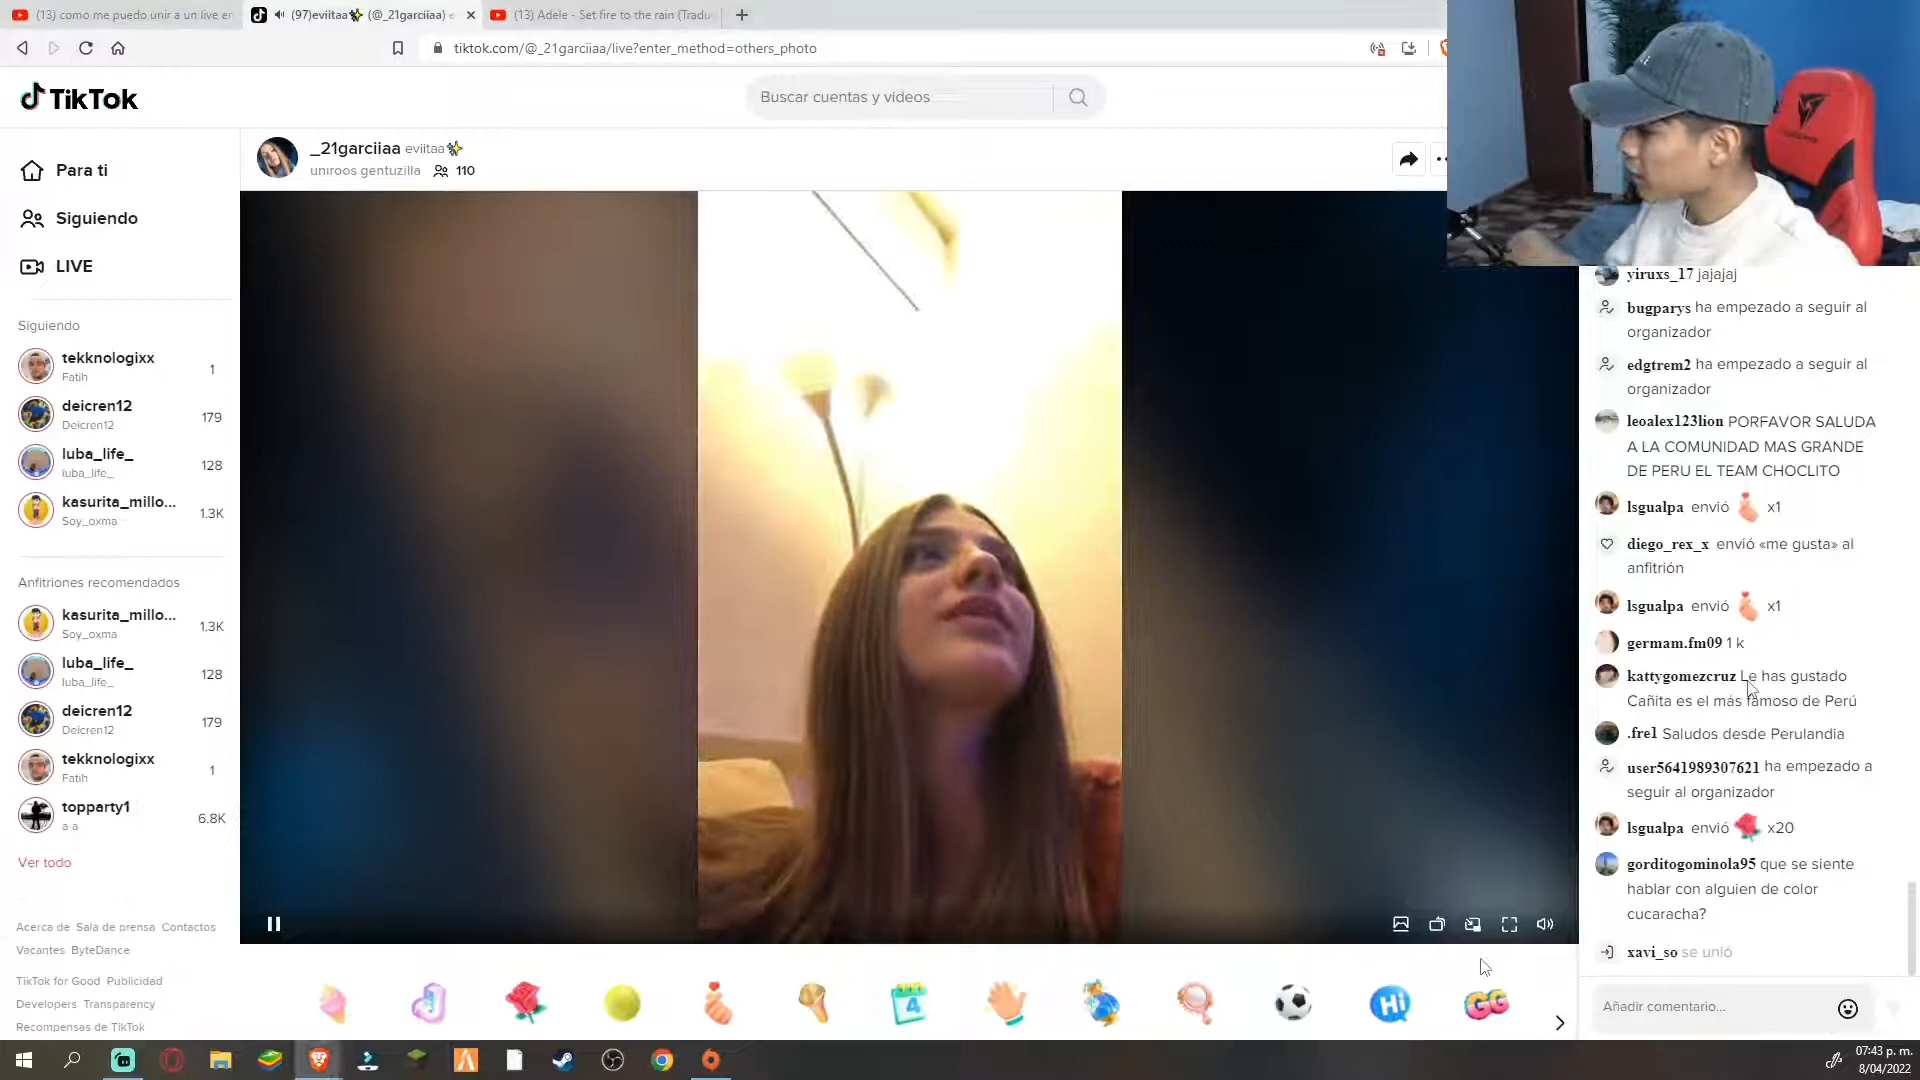 (13) como me puedo unir a un live en
(97)eviitaa✨ (@_21garciiaa) e
(13) Adele - Set fire to the rain (Tradu
tiktok.com/@_21garciiaa/live?enter_method=others_photo
TikTok
Buscar cuentas y videos
Para ti
Siguiendo
LIVE
Siguiendo
tekknologixx
Fatih
1
deicren12
Deicren12
179
luba_life_
luba_life_
128
kasurita_millo...
Soy_oxma
1.3K
Anfitriones recomendados
kasurita_millo...
Soy_oxma
1.3K
luba_life_
luba_life_
128
deicren12
Deicren12
179
tekknologixx
Fatih
1
topparty1
a a
6.8K
Ver todo
Acerca de Sala de prensa Contactos
Vacantes ByteDance
TikTok for Good Publicidad
Developers Transparency
Recompensas de TikTok
_21garciiaa eviitaa✨
uniroos gentuzilla 110
yiruxs_17 jajajaj
bugparys ha empezado a seguir al
organizador
edgtrem2 ha empezado a seguir al
organizador
leoalex123lion PORFAVOR SALUDA
A LA COMUNIDAD MAS GRANDE
DE PERU EL TEAM CHOCLITO
lsgualpa envió x1
diego_rex_x envió «me gusta» al
anfitrión
lsgualpa envió x1
germam.fm09 1 k
kattygomezcruz Le has gustado
Cañita es el más famoso de Perú
.fre1 Saludos desde Perulandia
user5641989307621 ha empezado a
seguir al organizador
lsgualpa envió x20
gorditogominola95 que se siente
hablar con alguien de color
cucaracha?
xavi_so se unió
Añadir comentario...
4
Hi
GG
07:43 p. m.
8/04/2022